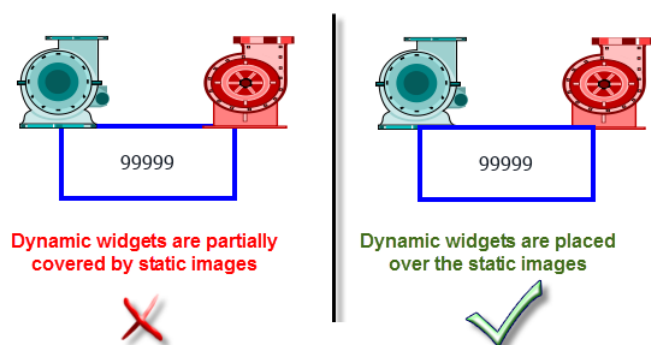 99999
Dynamic widgets are partially
covered by static images
99999
Dynamic widgets are placed
over the static images